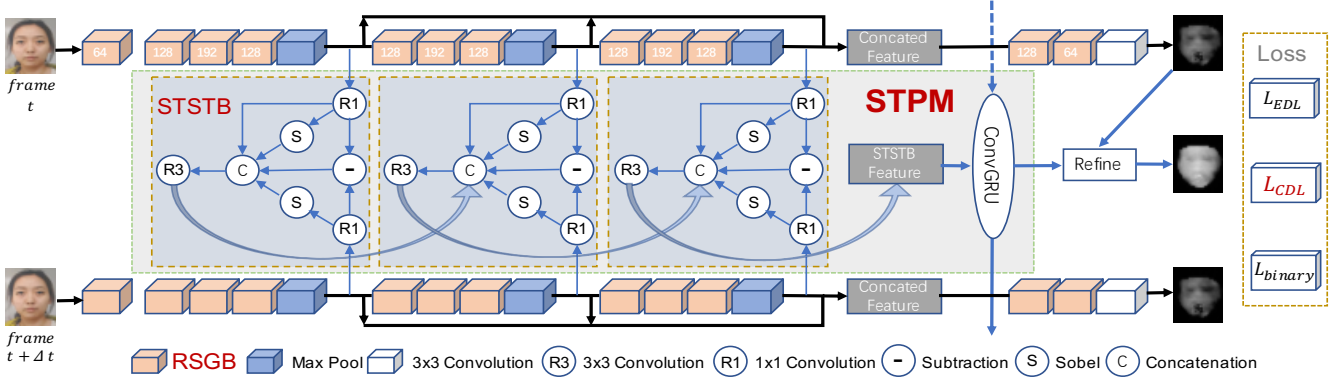 frame
t
64
128 192 128
128 192 128
128 192 128
Concated
Feature
128 64
Loss
L_EDL
L_CDL
L_binary
STSTB
STPM
R1
S
R3
C
-
S
R1
R1
S
R3
C
-
S
R1
R1
S
R3
C
-
S
R1
STSTB
Feature
ConvGRU
Refine
frame
t + Δ t
Concated
Feature
RSGB
Max Pool
3x3 Convolution
R3 3x3 Convolution
R1 1x1 Convolution
- Subtraction
S Sobel
C Concatenation